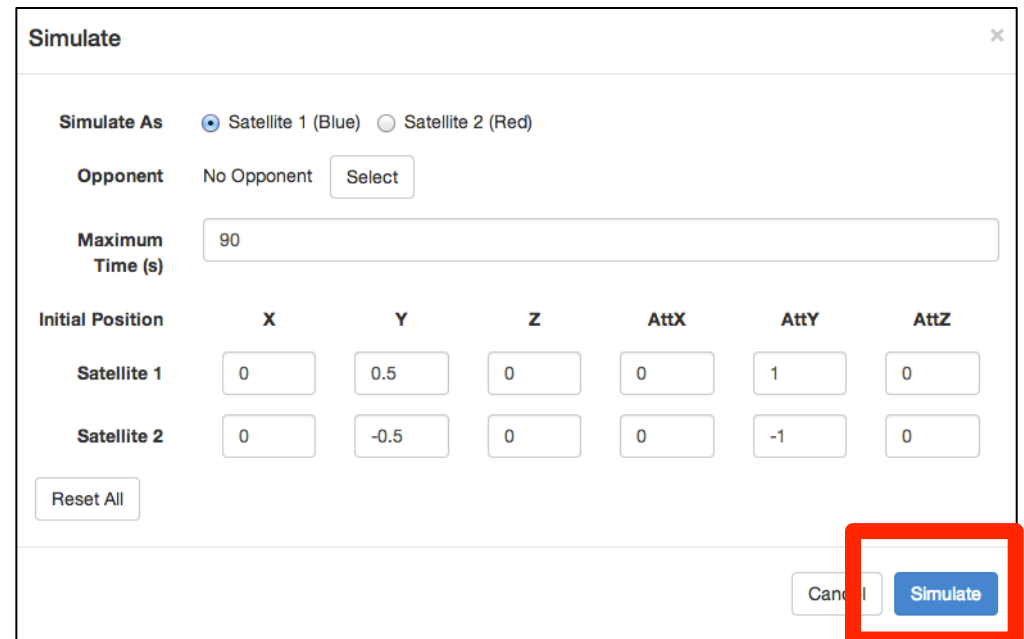 Simulate ×
Simulate As Satellite 1 (Blue) Satellite 2 (Red)
Opponent No Opponent Select
Maximum 90
Time (s)
Initial Position X Y Z AttX AttY AttZ
Satellite 1 0 0.5 0 0 1 0
Satellite 2 0 -0.5 0 0 -1 0
Reset All
Cancel Simulate